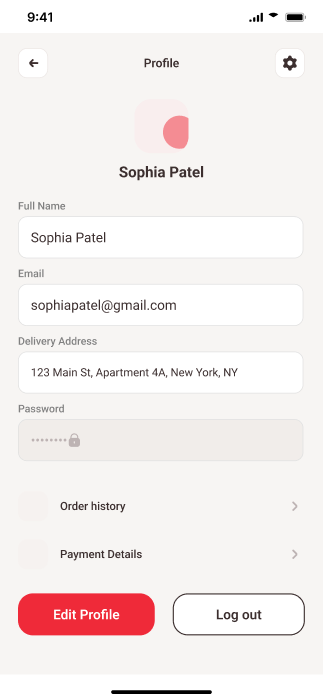 9:41
Profile
Sophia Patel
Full Name
Sophia Patel
Email
sophiapatel@gmail.com
Delivery Address
123 Main St, Apartment 4A, New York, NY
Password
••••••••
Order history
Payment Details
Edit Profile
Log out